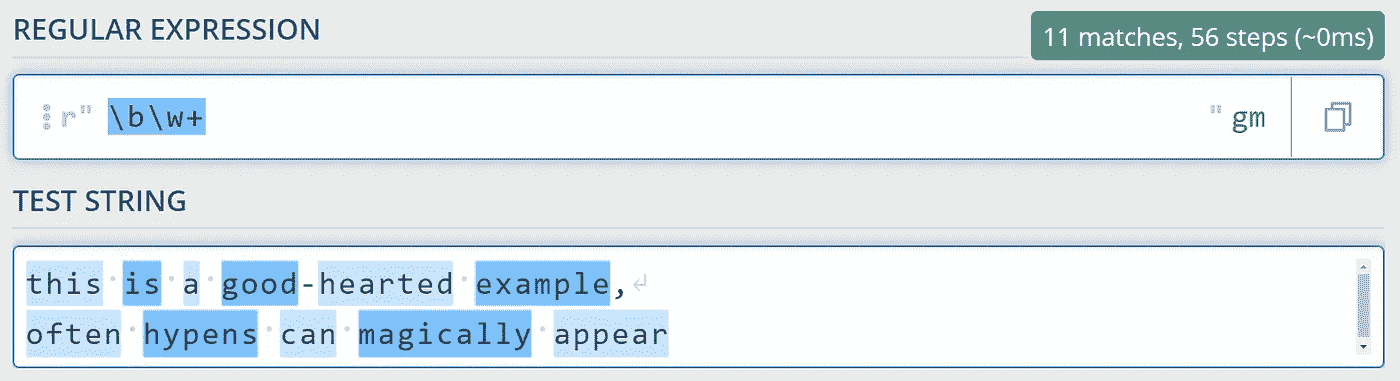 REGULAR EXPRESSION
11 matches, 56 steps (~0ms)
r" \b\w+ " gm
TEST STRING
this is a good-hearted example,
often hypens can magically appear